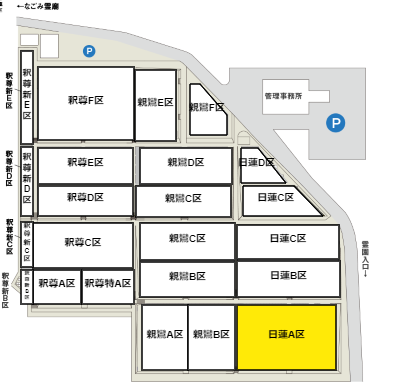 ←なごみ霊廟
P
釈尊新E区
釈尊F区
親鸞E区
親鸞F区
管理事務所
P
釈尊新E区
釈尊新D区
釈尊新D区
釈尊E区
親鸞D区
日蓮D区
釈尊D区
親鸞C区
日蓮C区
釈尊新C区
釈尊新C区
釈尊C区
親鸞C区
日蓮C区
霊園入口→
親鸞B区
日蓮B区
釈尊新B区
釈尊A区
釈尊特A区
親鸞A区
親鸞B区
日蓮A区